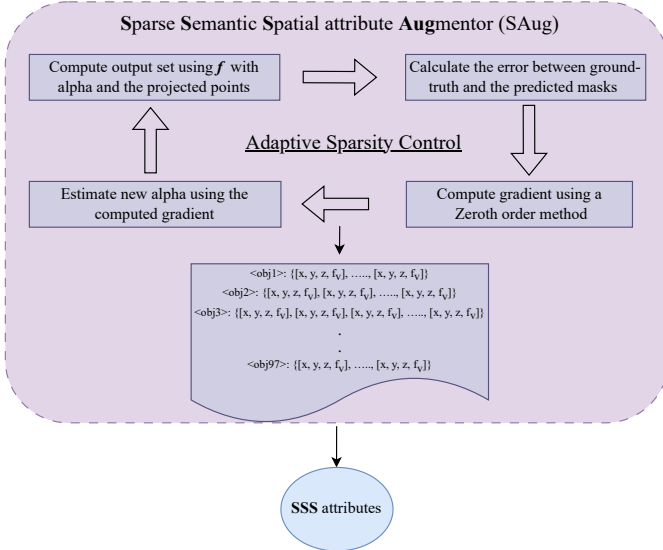 Sparse Semantic Spatial attribute Augmentor (SAug)
Compute output set using f with
alpha and the projected points
Calculate the error between ground-
truth and the predicted masks
Adaptive Sparsity Control
Estimate new alpha using the
computed gradient
Compute gradient using a
Zeroth order method
<obj1>: {[x, y, z, fv], ....., [x, y, z, fv]}
<obj2>: {[x, y, z, fv], [x, y, z, fv], ....., [x, y, z, fv]}
<obj3>: {[x, y, z, fv], [x, y, z, fv], [x, y, z, fv], ....., [x, y, z, fv]}
.
.
<obj97>: {[x, y, z, fv], ....., [x, y, z, fv]}
SSS attributes